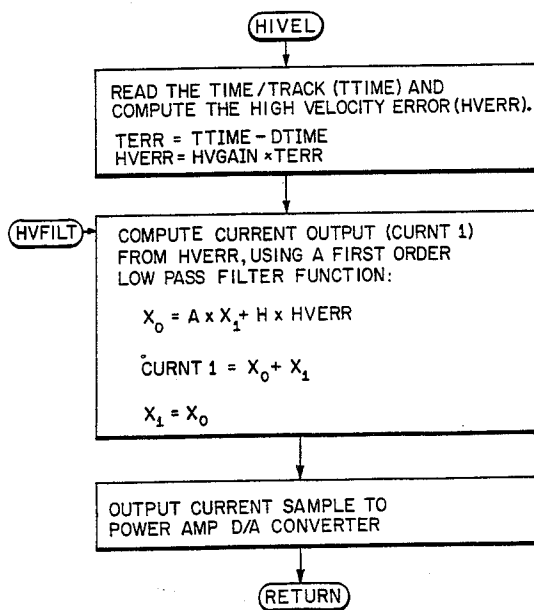 HIVEL
READ THE TIME/TRACK (TTIME) AND
COMPUTE THE HIGH VELOCITY ERROR (HVERR).
TERR = TTIME - DTIME
HVERR = HVGAIN × TERR
HVFILT
COMPUTE CURRENT OUTPUT (CURNT 1)
FROM HVERR, USING A FIRST ORDER
LOW PASS FILTER FUNCTION:
X₀ = A × X₁ + H × HVERR
CURNT 1 = X₀ + X₁
X₁ = X₀
OUTPUT CURRENT SAMPLE TO
POWER AMP D/A CONVERTER
RETURN